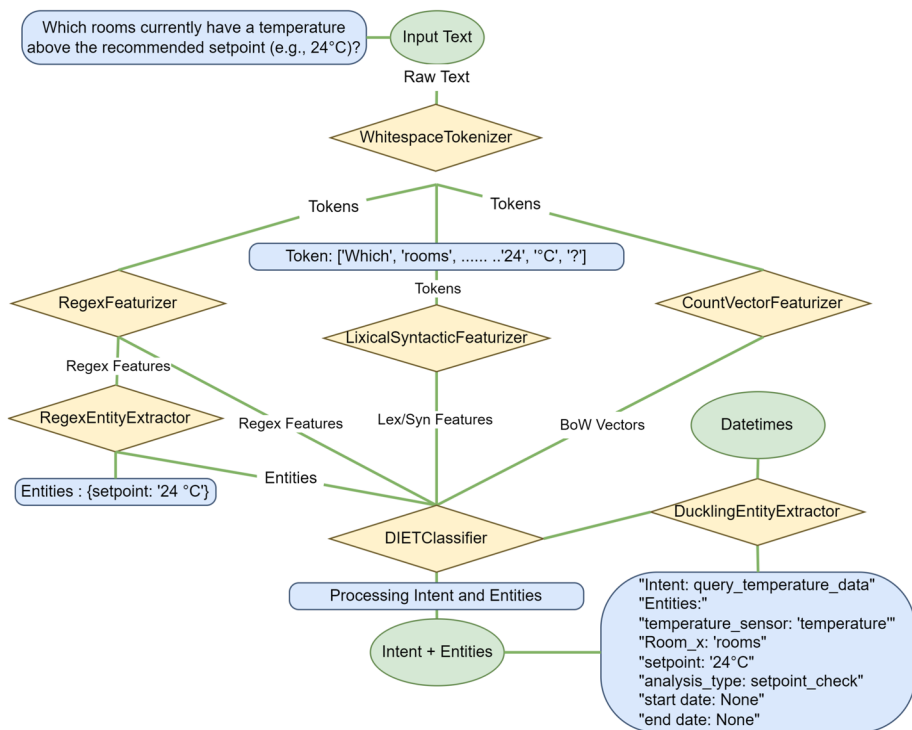 Which rooms currently have a temperature
above the recommended setpoint (e.g., 24°C)?
Input Text
Raw Text
WhitespaceTokenizer
Tokens
Tokens
Token: ['Which', 'rooms', ...... ..'24', '°C', '?']
Tokens
RegexFeaturizer
LixicalSyntacticFeaturizer
CountVectorFeaturizer
Regex Features
RegexEntityExtractor
Regex Features
Lex/Syn Features
BoW Vectors
Datetimes
Entities
Entities : {setpoint: '24 °C'}
DIETClassifier
DucklingEntityExtractor
Processing Intent and Entities
Intent + Entities
"Intent: query_temperature_data"
"Entities:"
"temperature_sensor: 'temperature'"
"Room_x: 'rooms"
"setpoint: '24°C"
"analysis_type: setpoint_check"
"start date: None"
"end date: None"